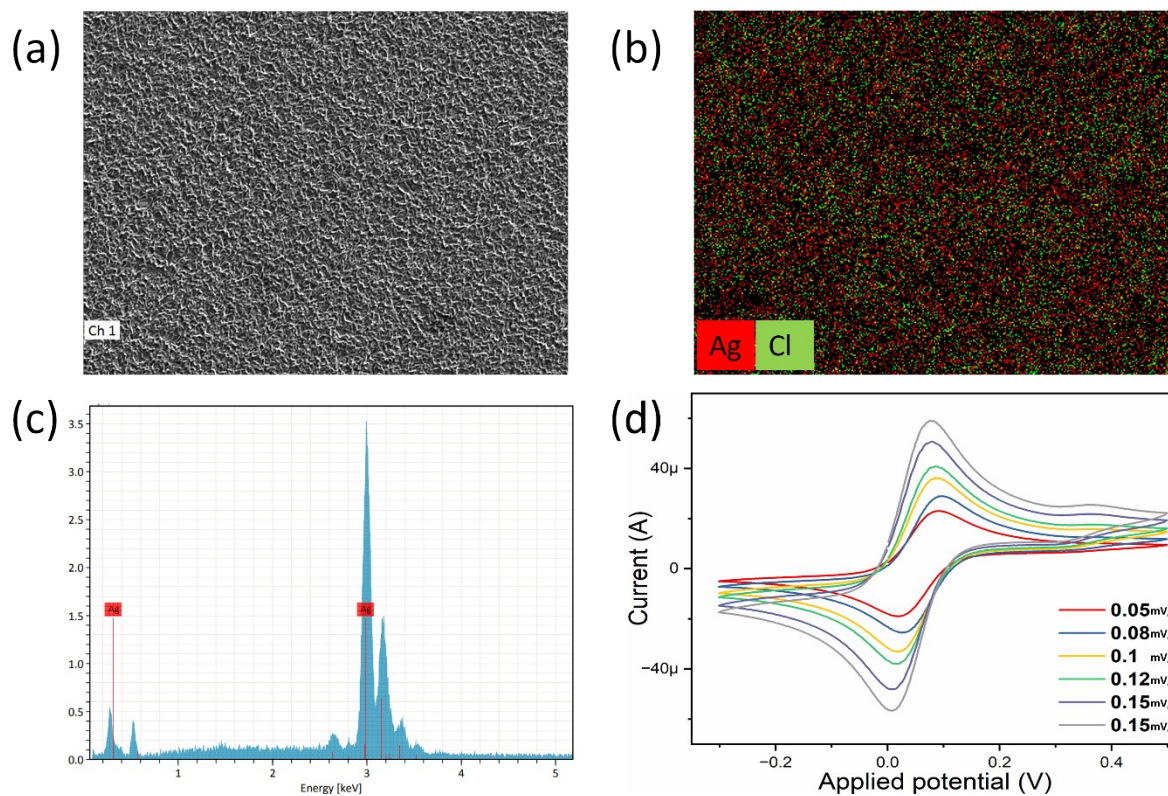 (a)
Ch 1
(b)
Ag Cl
(c)
3.5
3.0
2.5
2.0
1.5
1.0
0.5
0.0
Ag
Ag
1 2 3 4 5
Energy [keV]
(d)
40μ
0
−40μ
Current (A)
0.05mV/
0.08mV/
0.1 mV/
0.12mV/
0.15mV/
0.15mV/
−0.2 0.0 0.2 0.4
Applied potential (V)